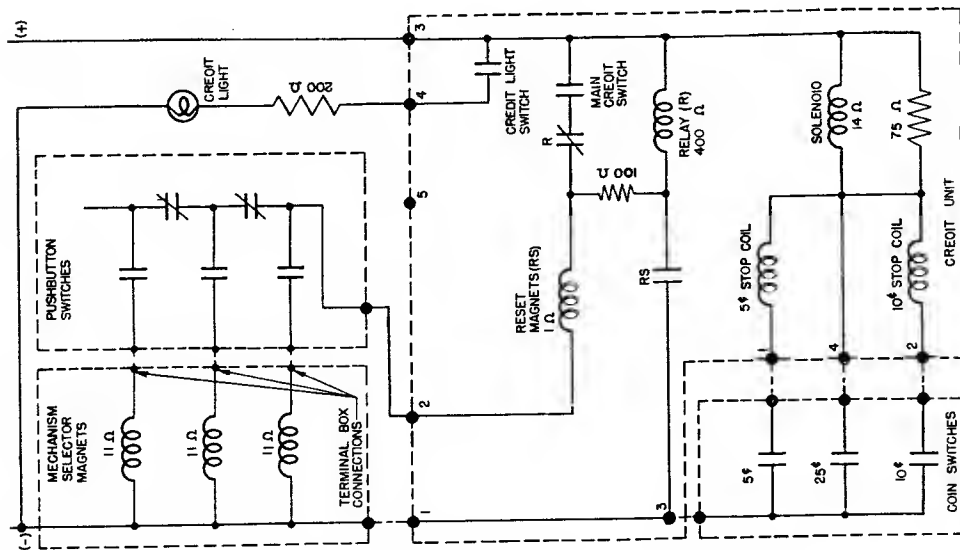 (-)
(+)
MECHANISM
SELECTOR
MAGNETS
11 Ω
11 Ω
11 Ω
TERMINAL BOX
CONNECTIONS
PUSHBUTTON
SWITCHES
CREDIT
LIGHT
200 Ω
1
2
5
4
3
CREDIT LIGHT
SWITCH
R
MAIN
CREDIT
SWITCH
RESET
MAGNETS (RS)
1 Ω
100 Ω
RELAY (R)
400
Ω
RS
3
5¢
25¢
10¢
COIN SWITCHES
1
4
2
5¢ STOP COIL
10¢ STOP COIL
SOLENOID
14 Ω
75 Ω
CREDIT UNIT